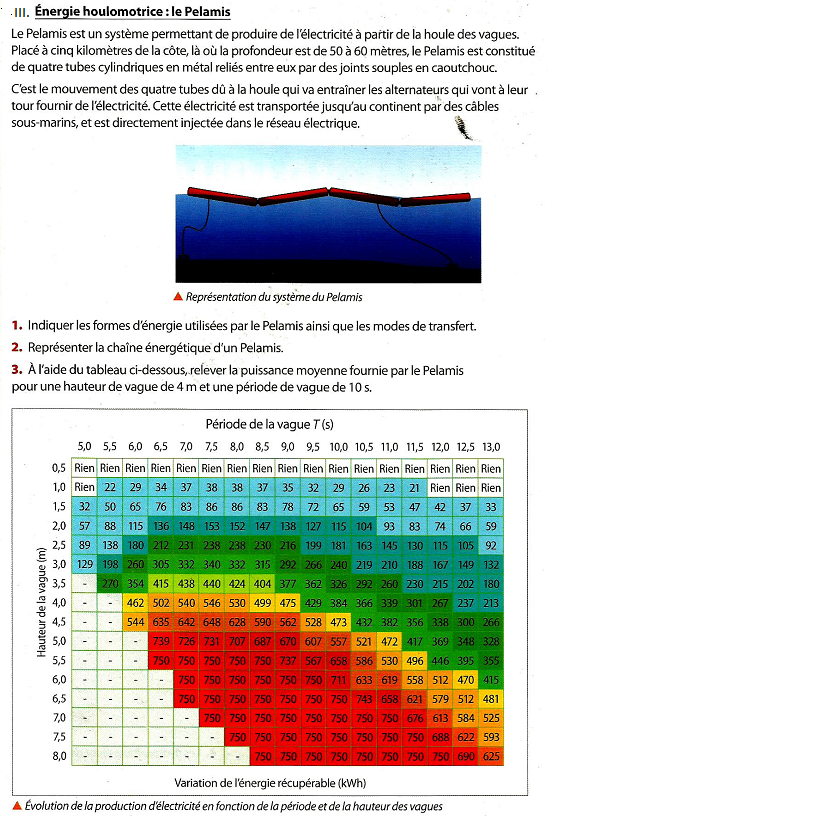 III. Énergie houlomotrice : le Pelamis
Le Pelamis est un système permettant de produire de l'électricité à partir de la houle des vagues.
Placé à cinq kilomètres de la côte, là où la profondeur est de 50 à 60 mètres, le Pelamis est constitué
de quatre tubes cylindriques en métal reliés entre eux par des joints souples en caoutchouc.
C'est le mouvement des quatre tubes dû à la houle qui va entraîner les alternateurs qui vont à leur
tour fournir de l'électricité. Cette électricité est transportée jusqu'au continent par des câbles
sous-marins, et est directement injectée dans le réseau électrique.
▲ Représentation du système du Pelamis
1. Indiquer les formes d'énergie utilisées par le Pelamis ainsi que les modes de transfert.
2. Représenter la chaîne énergétique d'un Pelamis.
3. À l'aide du tableau ci-dessous, relever la puissance moyenne fournie par le Pelamis
pour une hauteur de vague de 4 m et une période de vague de 10 s.
Période de la vague T (s)
5,0 5,5 6,0 6,5 7,0 7,5 8,0 8,5 9,0 9,5 10,0 10,5 11,0 11,5 12,0 12,5 13,0
Hauteur de la vague (m)
0,5 Rien Rien Rien Rien Rien Rien Rien Rien Rien Rien Rien Rien Rien Rien Rien Rien Rien
1,0 Rien 22 29 34 37 38 38 37 35 32 29 26 23 21 Rien Rien Rien
1,5 32 50 65 76 83 86 86 83 78 72 65 59 53 47 42 37 33
2,0 57 88 115 136 148 153 152 147 138 127 115 104 93 83 74 66 59
2,5 89 138 180 212 231 238 238 230 216 199 181 163 145 130 115 105 92
3,0 129 198 260 305 332 340 332 315 292 266 240 219 210 188 167 149 132
3,5 - 270 354 415 438 440 424 404 377 362 326 292 260 230 215 202 180
4,0 - - 462 502 540 546 530 499 475 429 384 366 339 301 267 237 213
4,5 - - 544 635 642 648 628 590 562 528 473 432 382 356 338 300 266
5,0 - - - 739 726 731 707 687 670 607 557 521 472 417 369 348 328
5,5 - - - 750 750 750 750 750 737 567 658 586 530 496 446 395 355
6,0 - - - - 750 750 750 750 750 750 711 633 619 558 512 470 415
6,5 - - - - 750 750 750 750 750 750 750 743 658 621 579 512 481
7,0 - - - - - 750 750 750 750 750 750 750 750 676 613 584 525
7,5 - - - - - - 750 750 750 750 750 750 750 750 688 622 593
8,0 - - - - - - - 750 750 750 750 750 750 750 750 690 625
Variation de l'énergie récupérable (kWh)
▲ Évolution de la production d'électricité en fonction de la période et de la hauteur des vagues